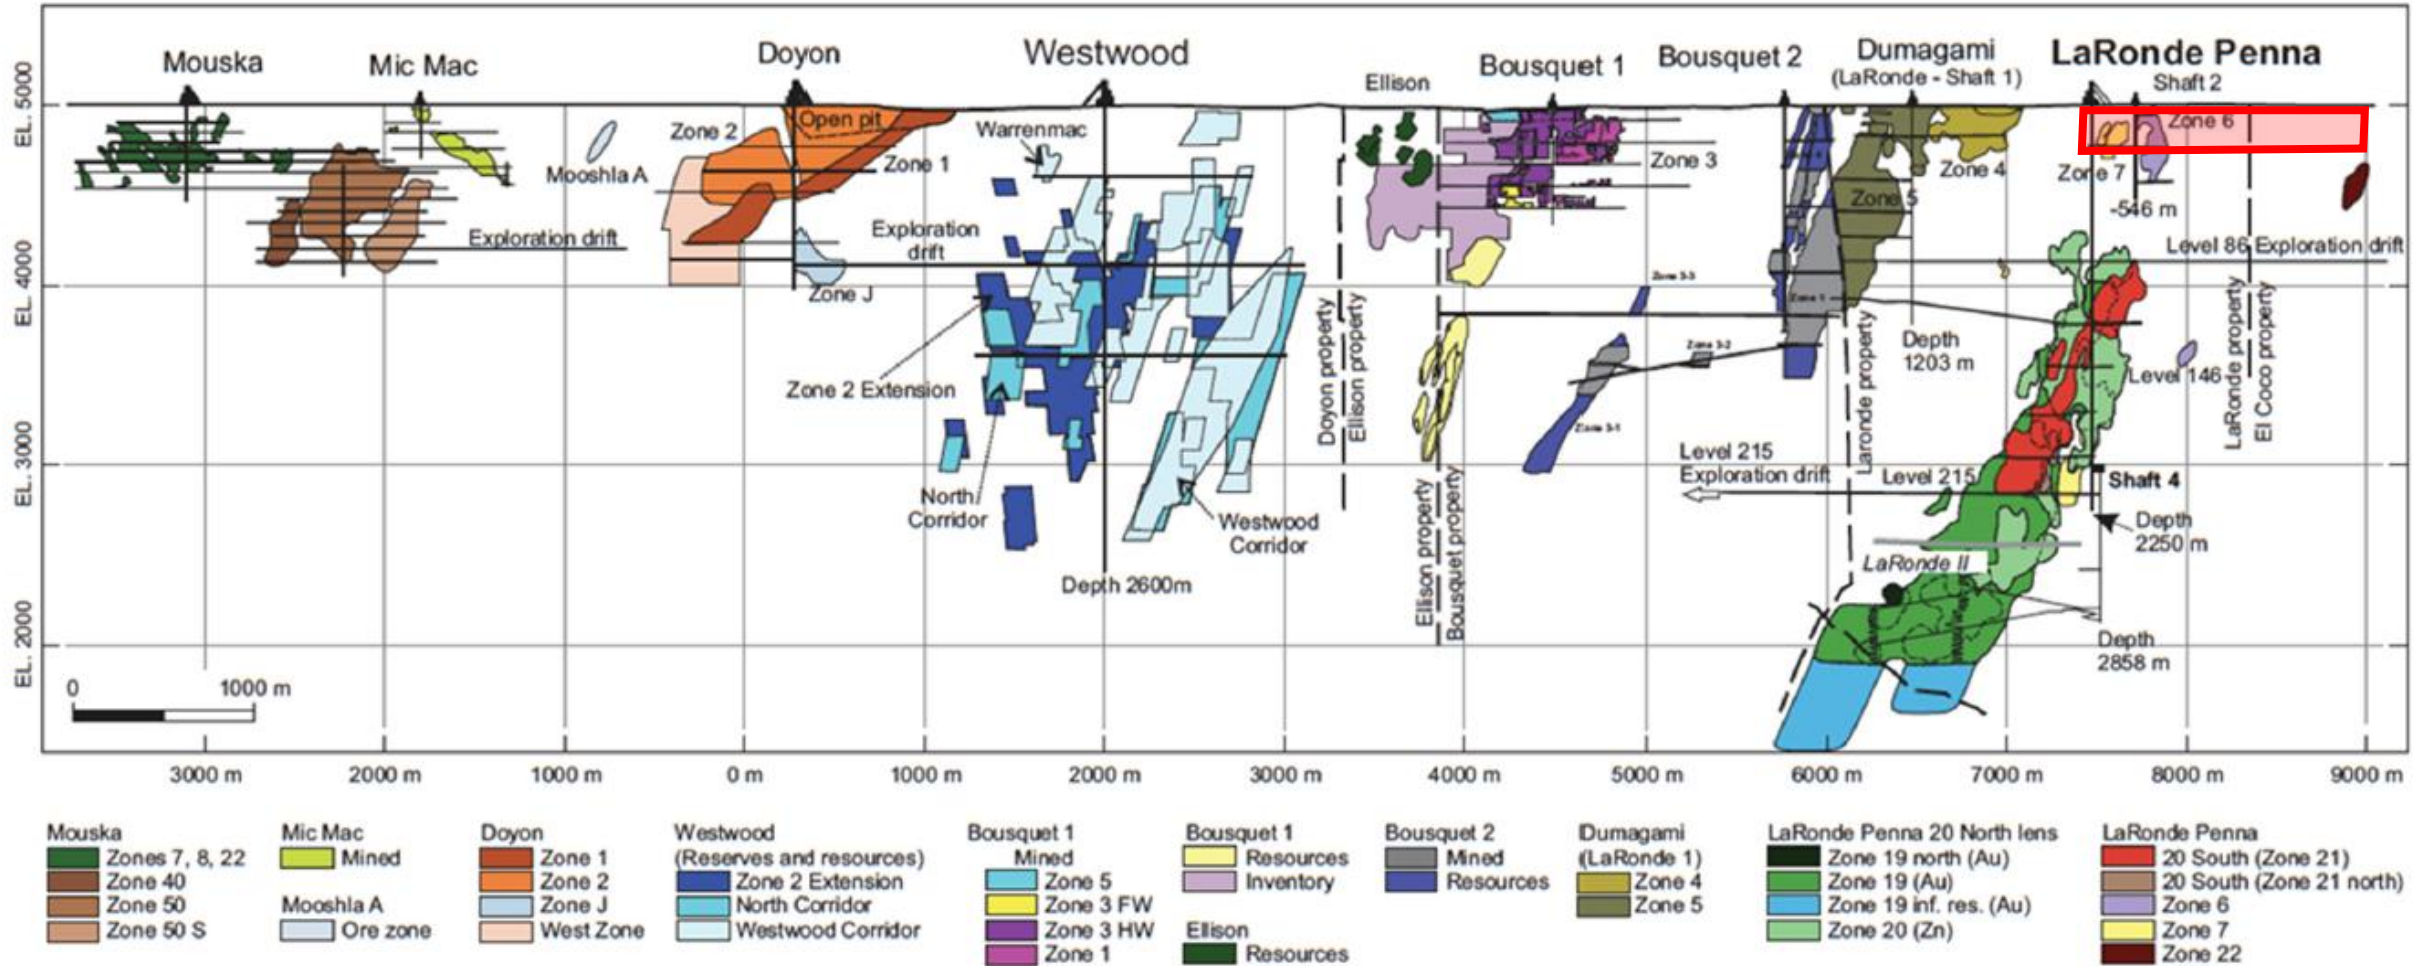 Mouska
Mic Mac
Doyon
Westwood
Ellison
Bousquet 1
Bousquet 2
Dumagami
(LaRonde - Shaft 1)
LaRonde Penna
Shaft 2
EL. 5000
EL. 4000
EL. 3000
EL. 2000
Zone 2
Open pit
Zone 1
Mooshla A
Exploration drift
Zone J
Exploration
drift
Warrenmac
Zone 2 Extension
North
Corridor
Westwood
Corridor
Depth 2600m
Doyon property
Ellison property
Ellison property
Bousquet property
Zone 3
Zone 3-3
Zone 3-2
Zone 3-1
Zone 1
Zone 4
Zone 5
Depth
1203 m
Laronde property
Level 215
Exploration drift
Level 215
LaRonde II
Zone 6
Zone 7
-546 m
Level 86 Exploration drift
LaRonde property
El Coco property
Level 146
Shaft 4
Depth
2250 m
Depth
2858 m
0 1000 m
3000 m 2000 m 1000 m 0 m 1000 m 2000 m 3000 m 4000 m 5000 m 6000 m 7000 m 8000 m 9000 m
Mouska
Zones 7, 8, 22
Zone 40
Zone 50
Zone 50 S
Mic Mac
Mined
Mooshla A
Ore zone
Doyon
Zone 1
Zone 2
Zone J
West Zone
Westwood
(Reserves and resources)
Zone 2 Extension
North Corridor
Westwood Corridor
Bousquet 1
Mined
Zone 5
Zone 3 FW
Zone 3 HW
Zone 1
Bousquet 1
Resources
Inventory
Ellison
Resources
Bousquet 2
Mined
Resources
Dumagami
(LaRonde 1)
Zone 4
Zone 5
LaRonde Penna 20 North lens
Zone 19 north (Au)
Zone 19 (Au)
Zone 19 inf. res. (Au)
Zone 20 (Zn)
LaRonde Penna
20 South (Zone 21)
20 South (Zone 21 north)
Zone 6
Zone 7
Zone 22